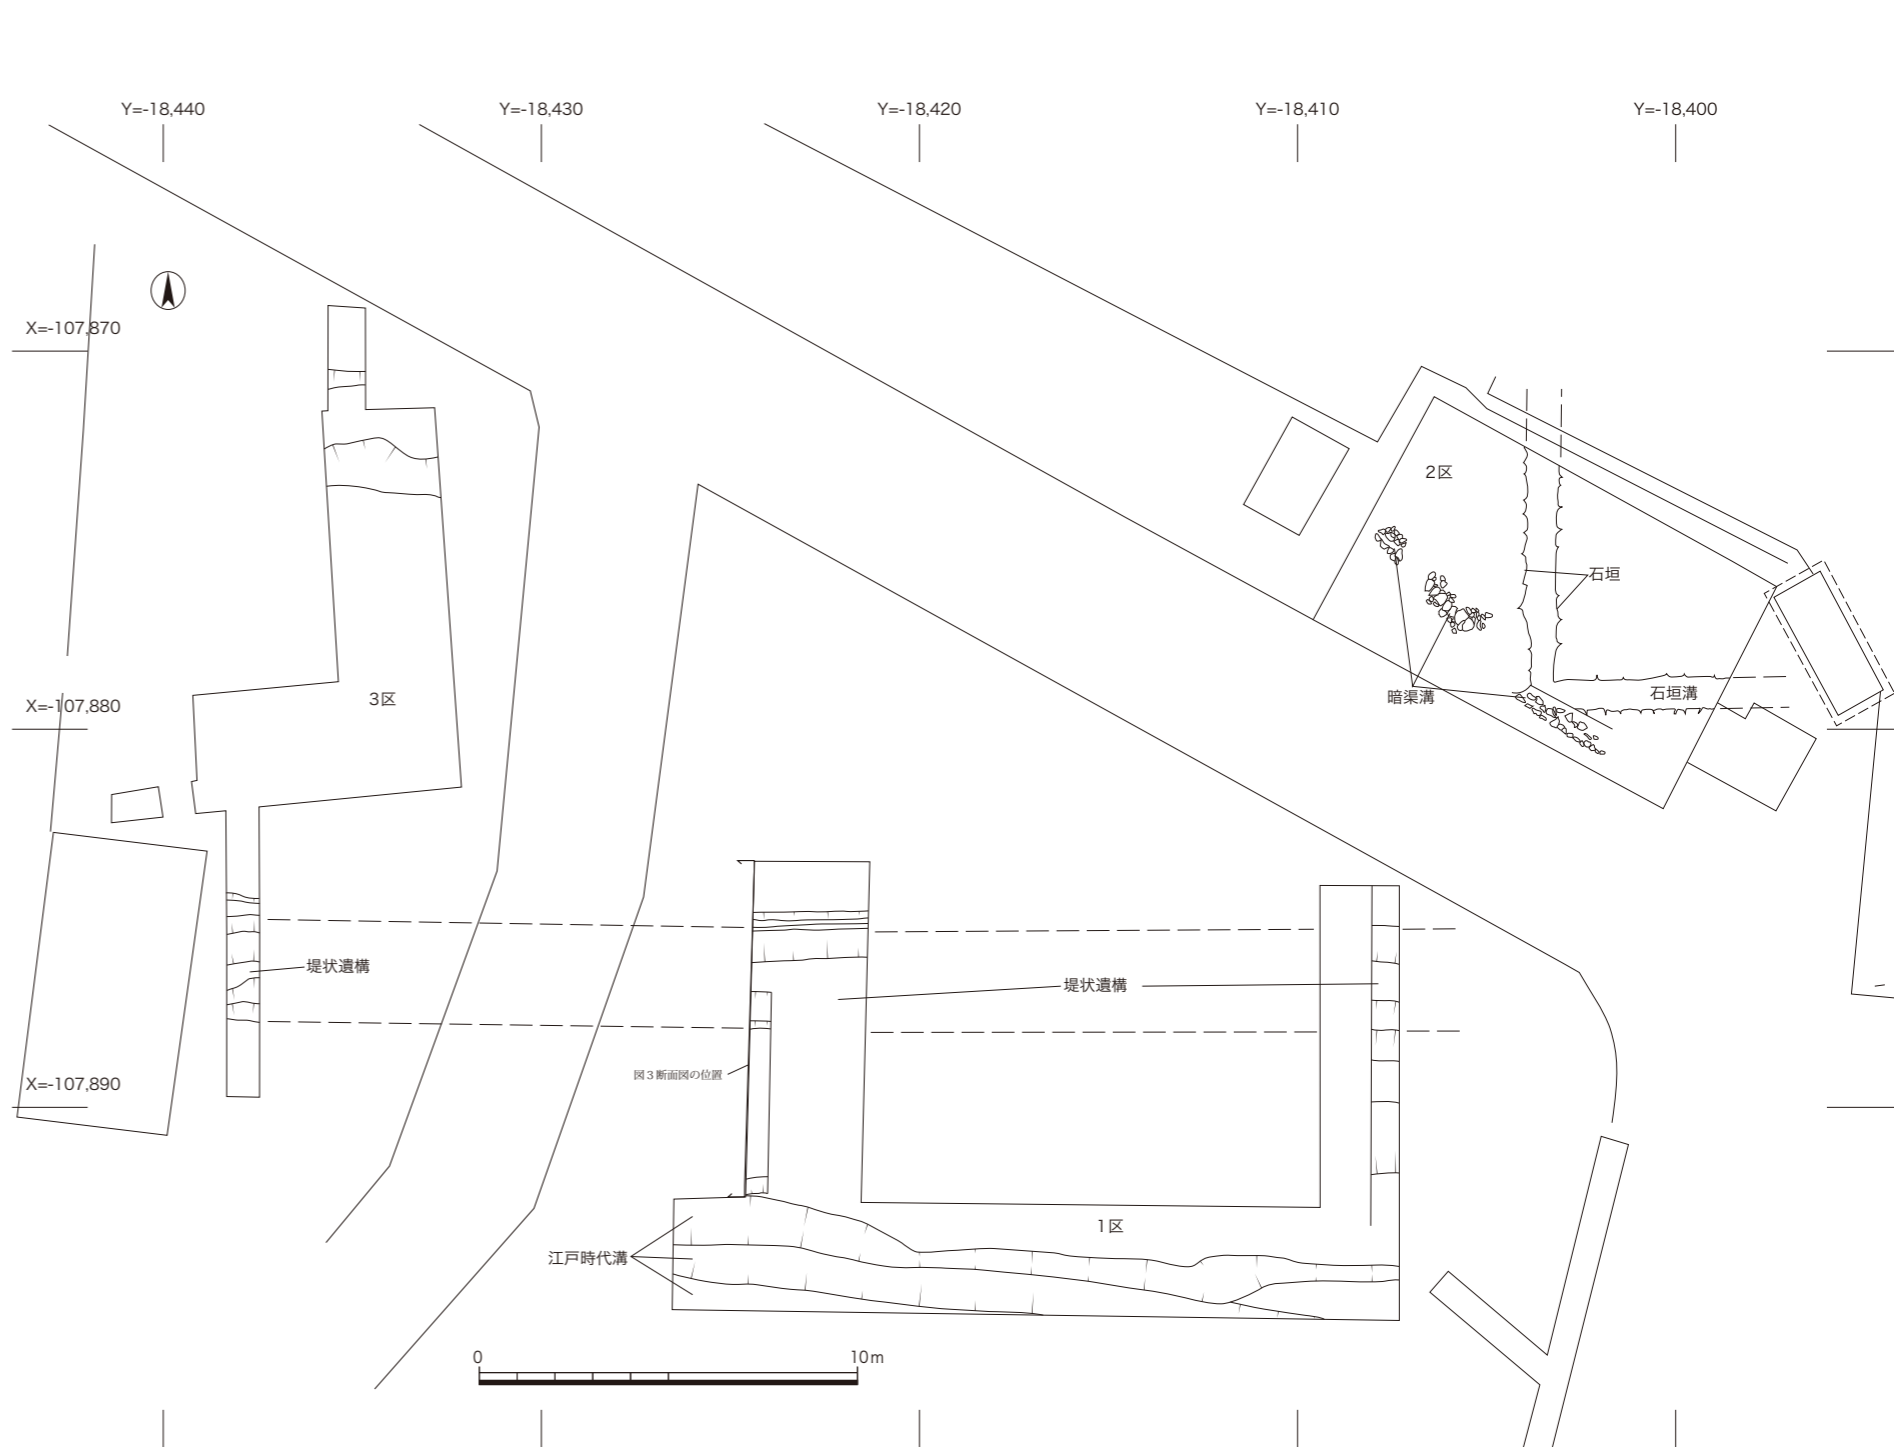 Y=-18,440
Y=-18,430
Y=-18,420
Y=-18,410
Y=-18,400
X=-107,870
2区
石垣
3区
石垣溝
暗渠溝
X=-107,880
堤状遺構
堤状遺構
図3断面図の位置
X=-107,890
1区
江戸時代溝
0
10m